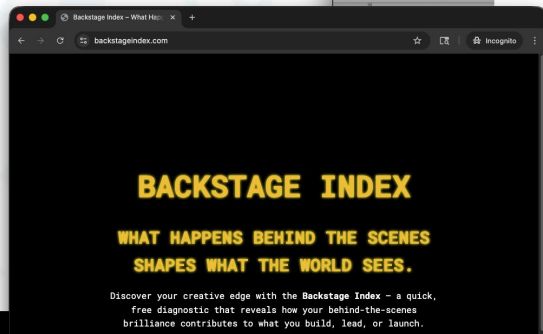 Backstage Index – What Hap
backstageindex.com
Incognito
BACKSTAGE INDEX
WHAT HAPPENS BEHIND THE SCENES
SHAPES WHAT THE WORLD SEES.
Discover your creative edge with the Backstage Index – a quick,
free diagnostic that reveals how your behind-the-scenes
brilliance contributes to what you build, lead, or launch.